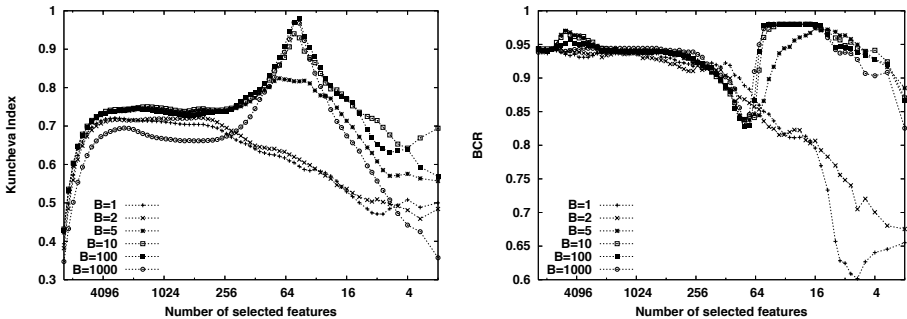 1
0.9
0.8
0.7
0.6
0.5
0.4
0.3
Kuncheva Index
B=1
B=2
B=5
B=10
B=100
B=1000
4096 1024 256 64 16 4
Number of selected features
1
0.95
0.9
0.85
0.8
0.75
0.7
0.65
0.6
BCR
B=1
B=2
B=5
B=10
B=100
B=1000
4096 1024 256 64 16 4
Number of selected features